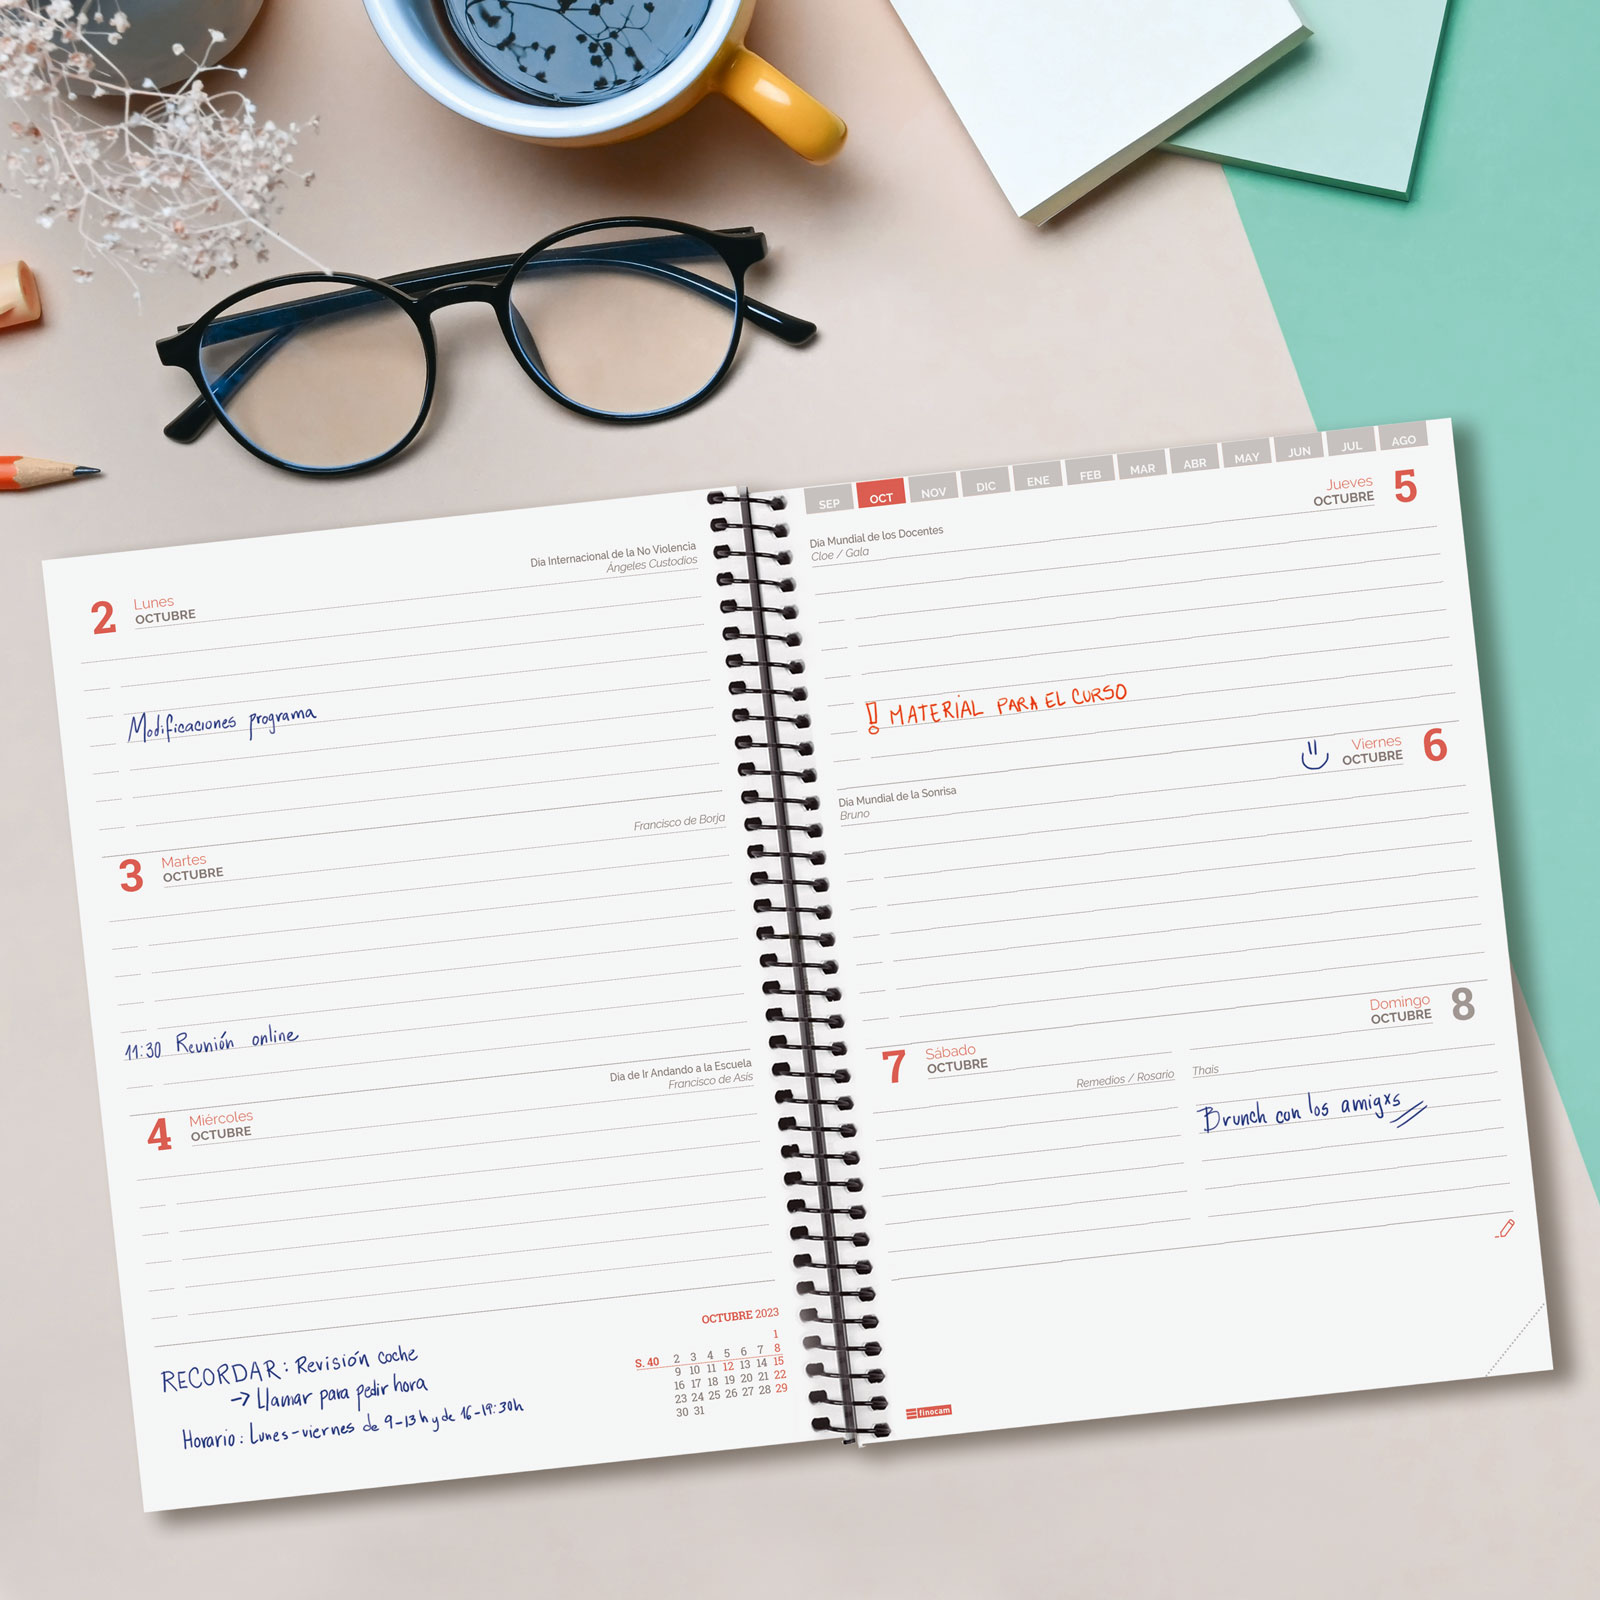 Día Internacional de la No Violencia
Ángeles Custodios
2 Lunes
OCTUBRE
Modificaciones programa
Francisco de Borja
3 Martes
OCTUBRE
11:30 Reunión online
Día de Ir Andando a la Escuela
Francisco de Asís
4 Miércoles
OCTUBRE
RECORDAR: Revisión coche
→ Llamar para pedir hora
Horario: Lunes-viernes de 9-13h y de 16-19:30h
OCTUBRE 2023
1
S. 40 2 3 4 5 6 7 8
9 10 11 12 13 14 15
16 17 18 19 20 21 22
23 24 25 26 27 28 29
30 31
SEP OCT NOV DIC ENE FEB MAR ABR MAY JUN JUL AGO
Jueves 5
OCTUBRE
Día Mundial de los Docentes
Cloe / Gala
! MATERIAL PARA EL CURSO
Viernes 6
OCTUBRE
Día Mundial de la Sonrisa
Bruno
7 Sábado
OCTUBRE
Remedios / Rosario
Domingo 8
OCTUBRE
Thais
Brunch con los amigxs
finocam